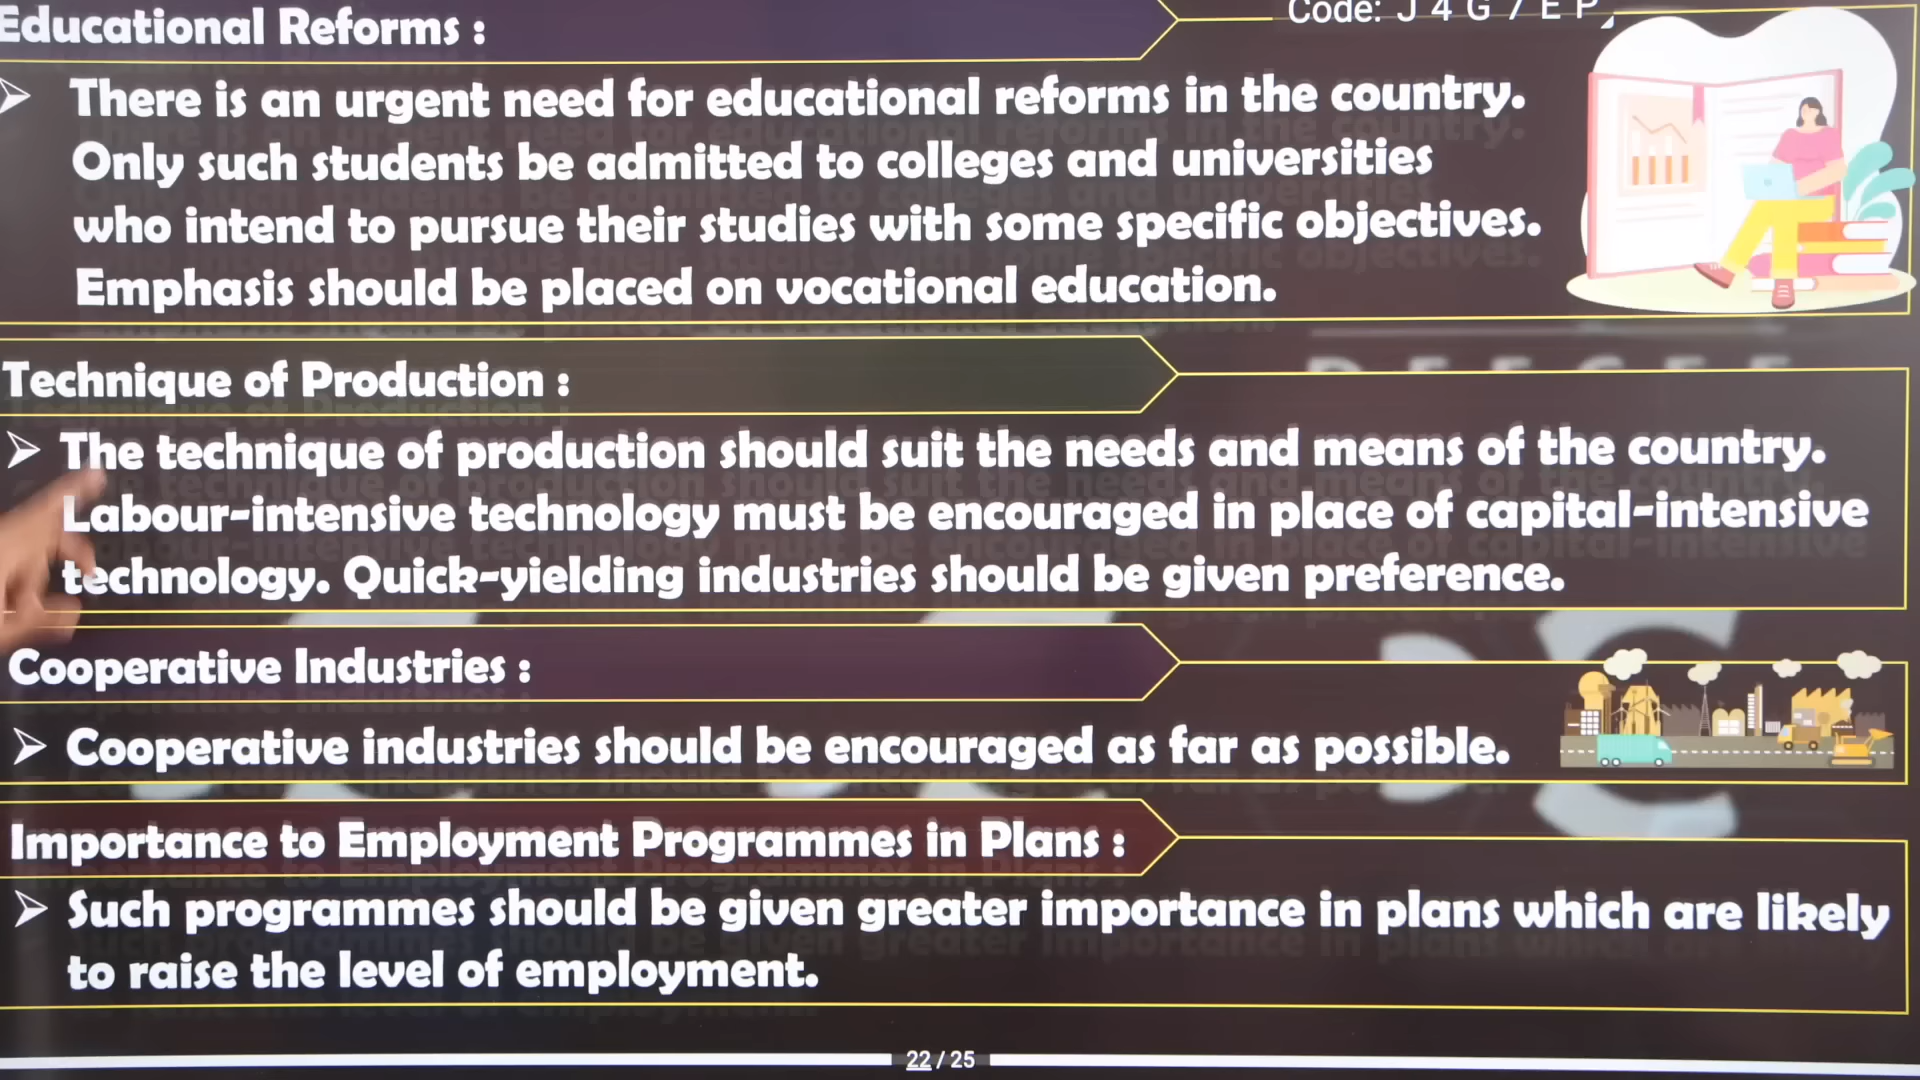 Educational Reforms :
Code: J 4 G 7 E P
There is an urgent need for educational reforms in the country.
Only such students be admitted to colleges and universities
who intend to pursue their studies with some specific objectives.
Emphasis should be placed on vocational education.
Technique of Production :
The technique of production should suit the needs and means of the country.
Labour-intensive technology must be encouraged in place of capital-intensive
technology. Quick-yielding industries should be given preference.
Cooperative Industries :
Cooperative industries should be encouraged as far as possible.
Importance to Employment Programmes in Plans :
Such programmes should be given greater importance in plans which are likely
to raise the level of employment.
22 / 25